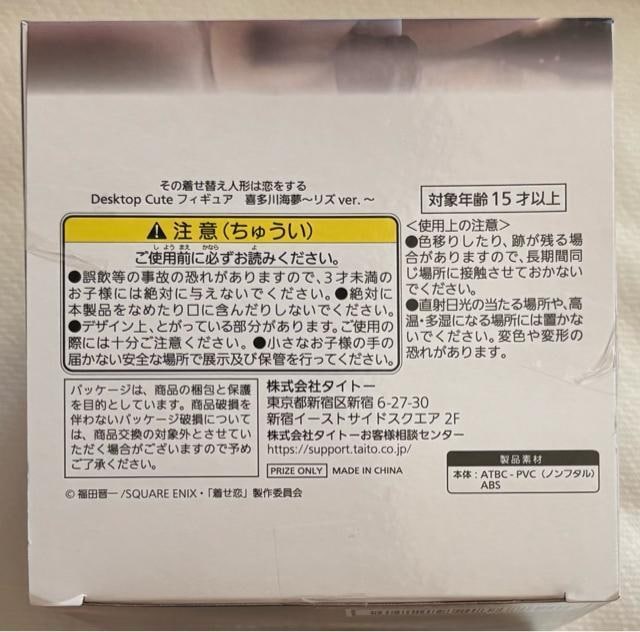 その着せ替え人形は恋をする
Desktop Cute フィギュア 喜多川海夢～リズ ver.～
対象年齢 15 才以上
注意(ちゅうい)
しようまえ かなら よ
ご使用前に必ずお読みください。
●誤飲等の事故の恐れがありますので、3才未満の
お子様には絶対に与えないでください。●絶対に
本製品をなめたり口に含んだりしないでください。
●デザイン上、とがっている部分があります。ご使用の
際には十分ご注意ください。●小さなお子様の手の
届かない安全な場所で展示及び保管を行ってください。
＜使用上の注意＞
●色移りしたり、跡が残る場
合がありますので、長期間同
じ場所に接触させておかない
でください。
●直射日光の当たる場所や、高
温・多湿になる場所には置かな
いでください。変色や変形の
恐れがあります。
パッケージは、商品の梱包と保護
を目的としています。商品破損を
伴わないパッケージ破損について
は、商品交換の対象外とさせてい
ただく場合がございますので予め
ご了承ください。
株式会社タイトー
東京都新宿区新宿 6-27-30
新宿イーストサイドスクエア 2F
株式会社タイトーお客様相談センター
https://support.taito.co.jp/
PRIZE ONLY MADE IN CHINA
製品素材
本体：ATBC-PVC（ノンフタル）
ABS
© 福田晋一/SQUARE ENIX・「着せ恋」製作委員会